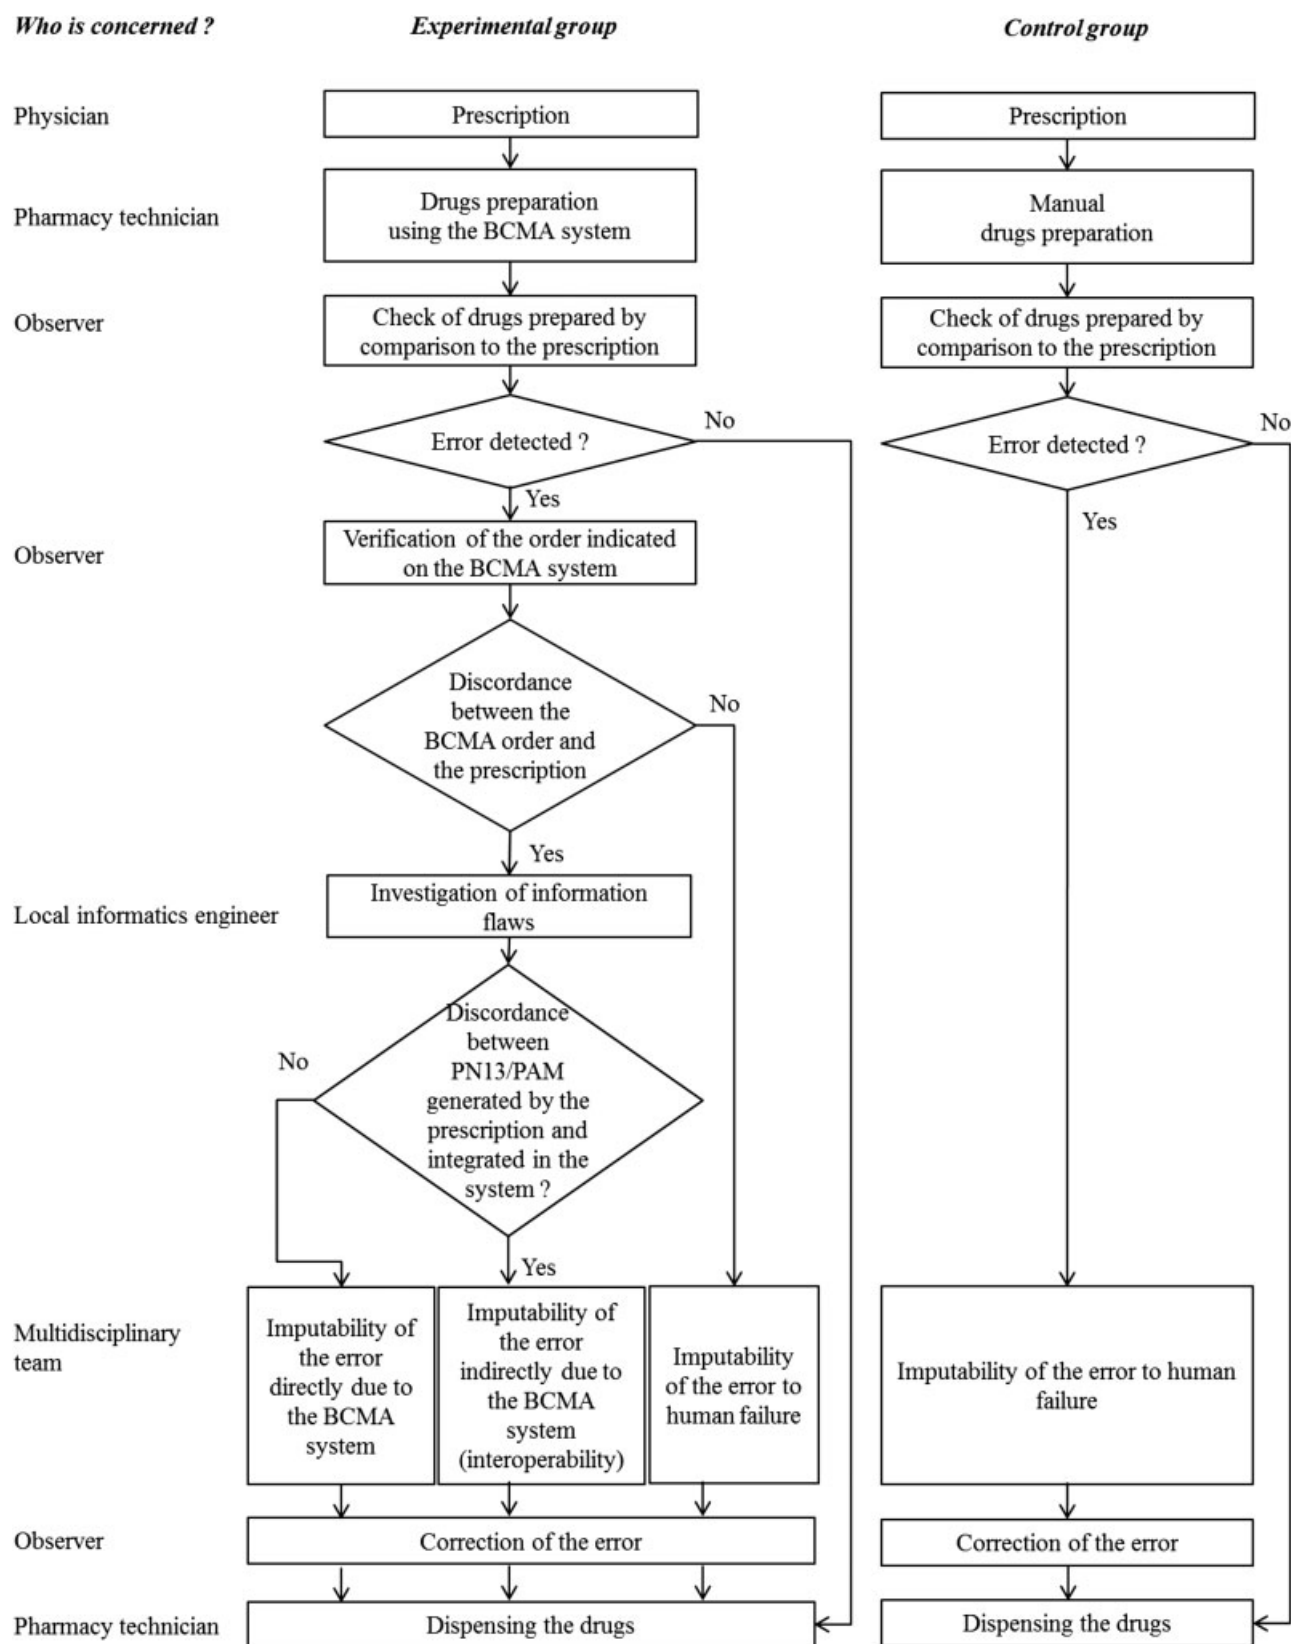 Who is concerned ?
Experimental group
Control group
Physician
Prescription
Prescription
Pharmacy technician
Drugs preparation
using the BCMA system
Manual
drugs preparation
Observer
Check of drugs prepared by
comparison to the prescription
Check of drugs prepared by
comparison to the prescription
Error detected ?
No
Error detected ?
No
Yes
Yes
Observer
Verification of the order indicated
on the BCMA system
Discordance
between the
BCMA order and
the prescription
No
Yes
Local informatics engineer
Investigation of information
flaws
Discordance
between
PN13/PAM
generated by the
prescription and
integrated in the
system ?
No
Yes
Multidisciplinary
team
Imputability of
the error
directly due to
the BCMA
system
Imputability of
the error
indirectly due to
the BCMA
system
(interoperability)
Imputability
of the error to
human failure
Imputability of the error to human
failure
Observer
Correction of the error
Correction of the error
Pharmacy technician
Dispensing the drugs
Dispensing the drugs